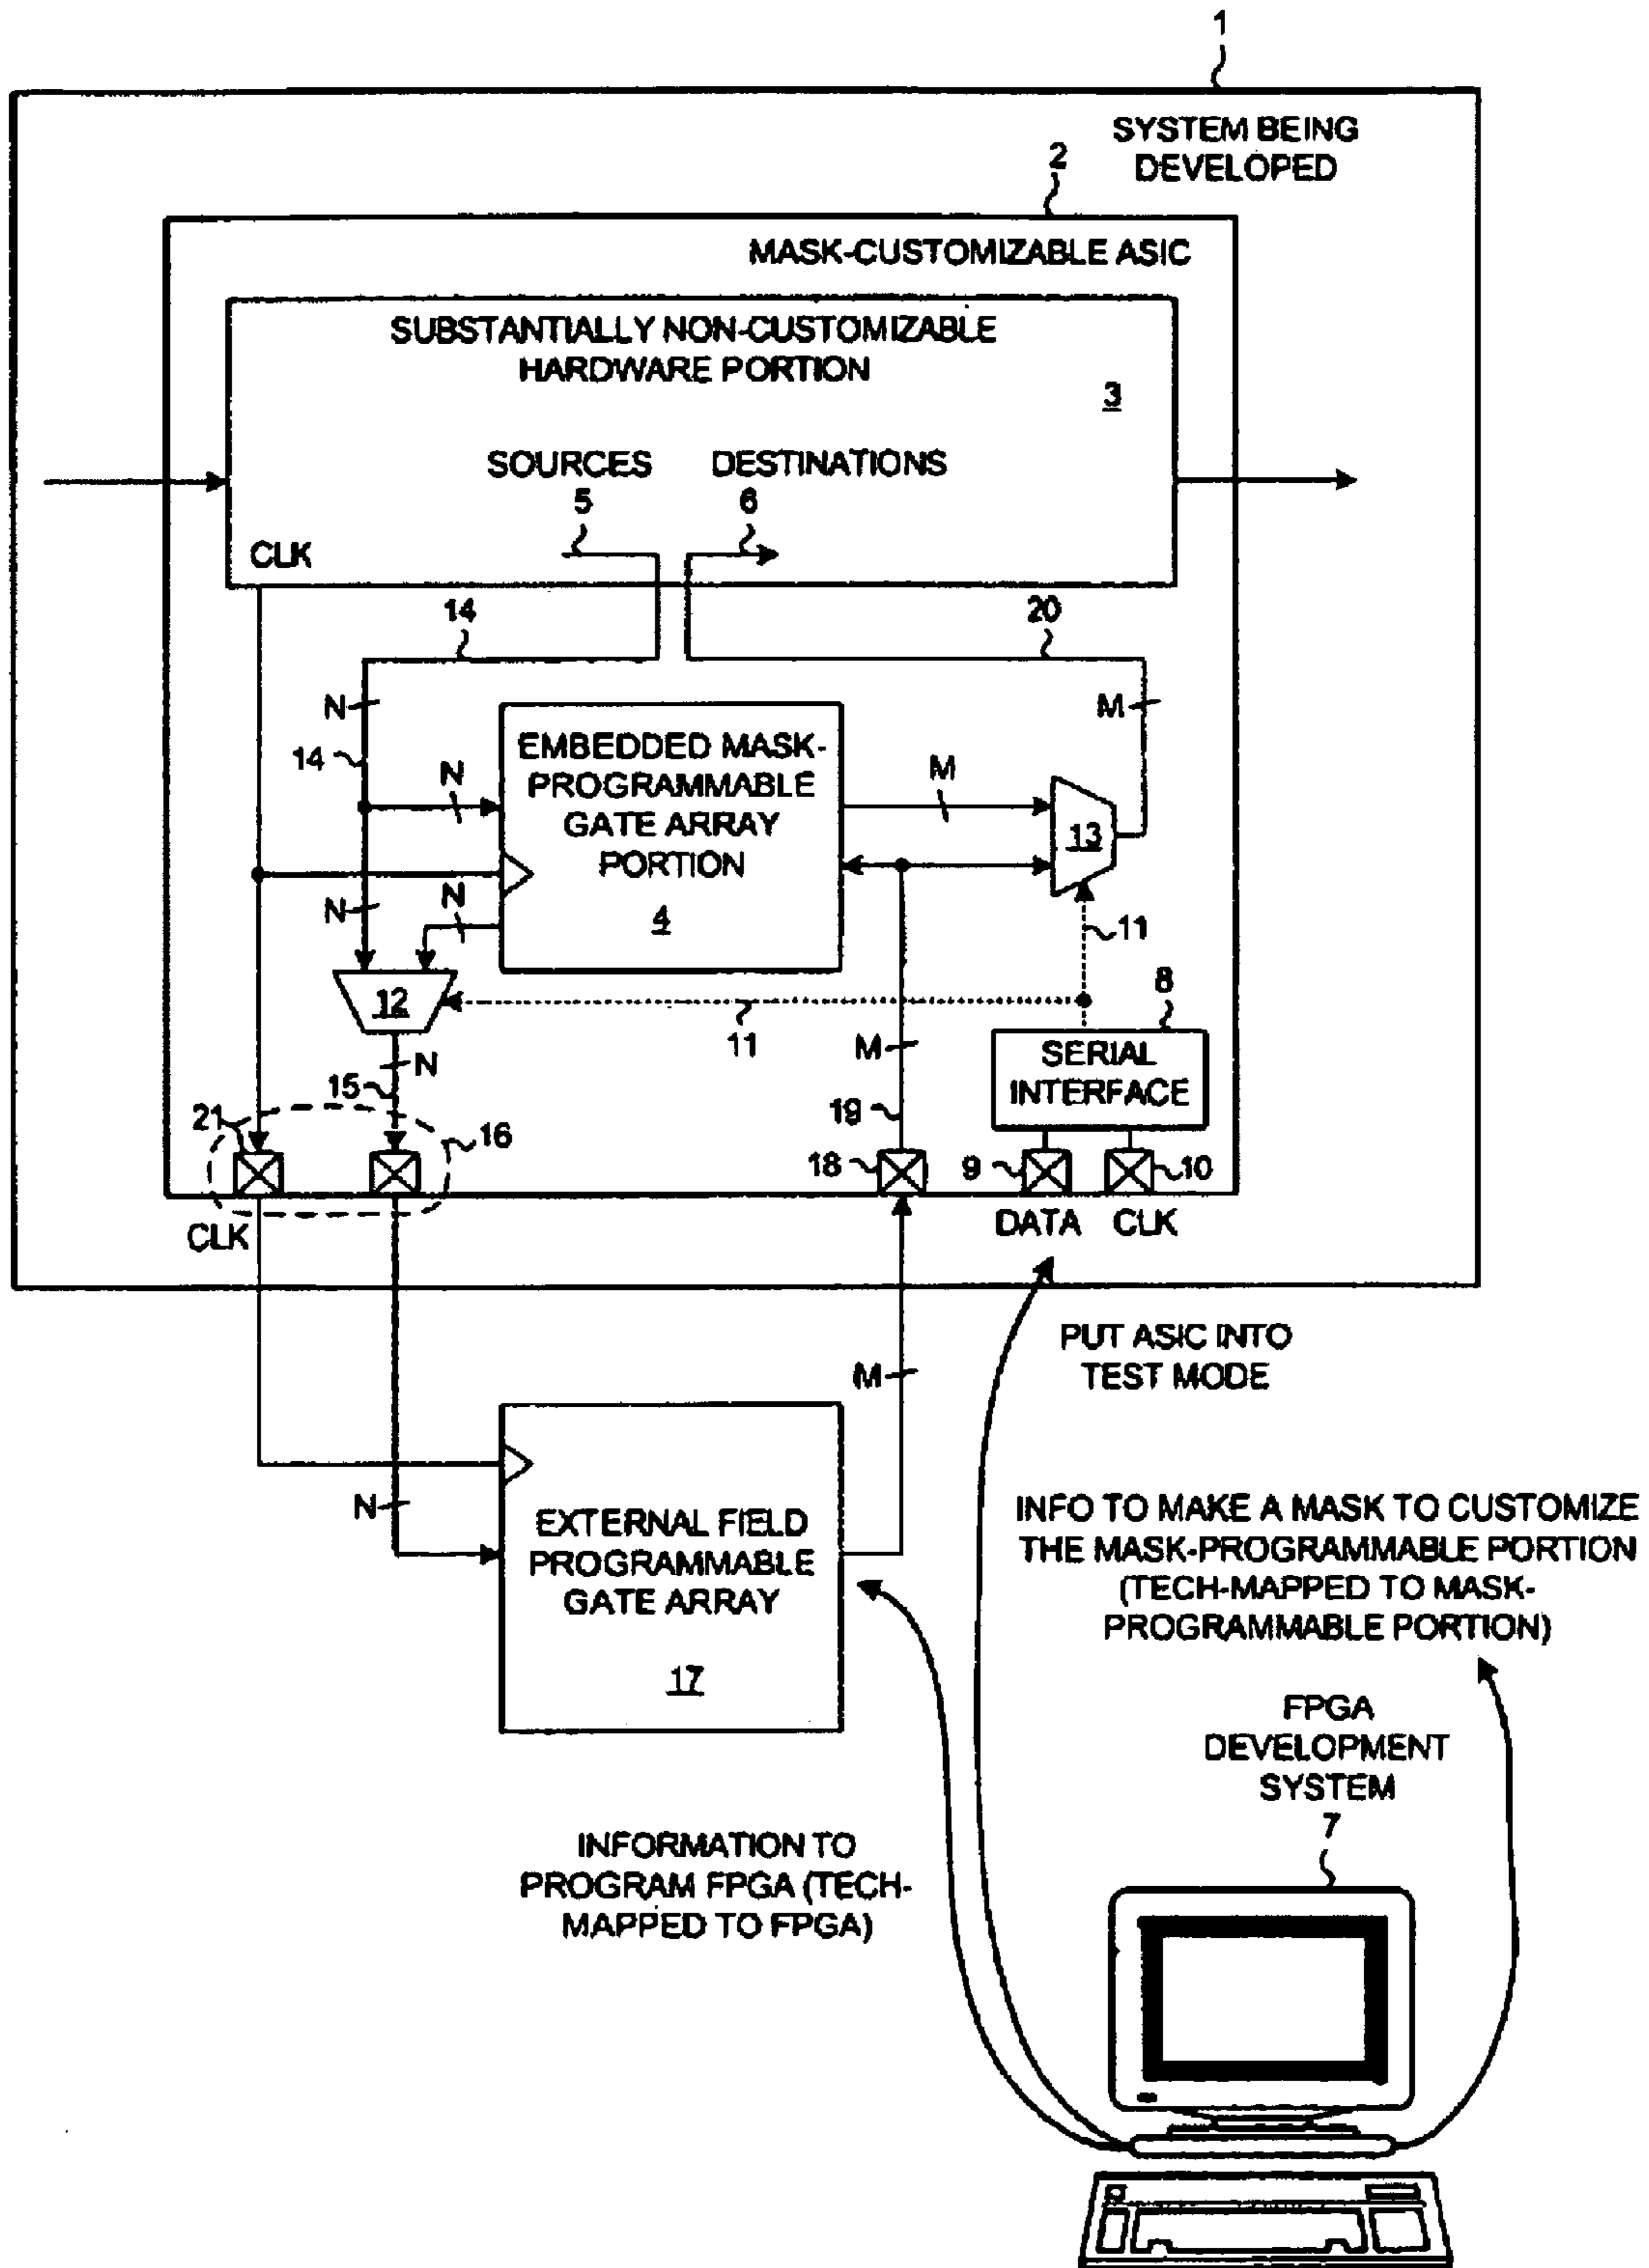 1
SYSTEM BEING
DEVELOPED
2
MASK-CUSTOMIZABLE ASIC
SUBSTANTIALLY NON-CUSTOMIZABLE
HARDWARE PORTION
3
SOURCES
5
DESTINATIONS
6
CLK
14
20
N
M
14
N
EMBEDDED MASK-
PROGRAMMABLE
GATE ARRAY
PORTION
4
M
13
N
N
11
12
11
8
SERIAL
INTERFACE
N
M
15
19
21
16
18
9
10
CLK
DATA
CLK
PUT ASIC INTO
TEST MODE
M
N
EXTERNAL FIELD
PROGRAMMABLE
GATE ARRAY
17
INFO TO MAKE A MASK TO CUSTOMIZE
THE MASK-PROGRAMMABLE PORTION
(TECH-MAPPED TO MASK-
PROGRAMMABLE PORTION)
FPGA
DEVELOPMENT
SYSTEM
7
INFORMATION TO
PROGRAM FPGA (TECH-
MAPPED TO FPGA)